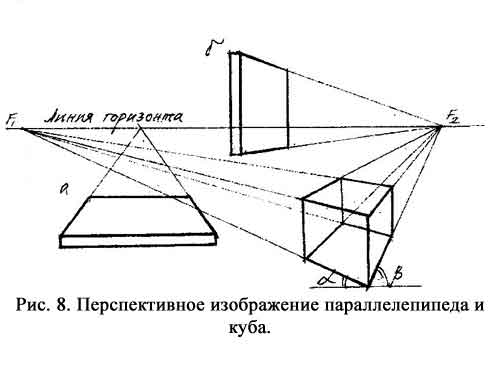 б
F₁ Линия горизонта F₂
а
α β
Рис. 8. Перспективное изображение параллелепипеда и
куба.